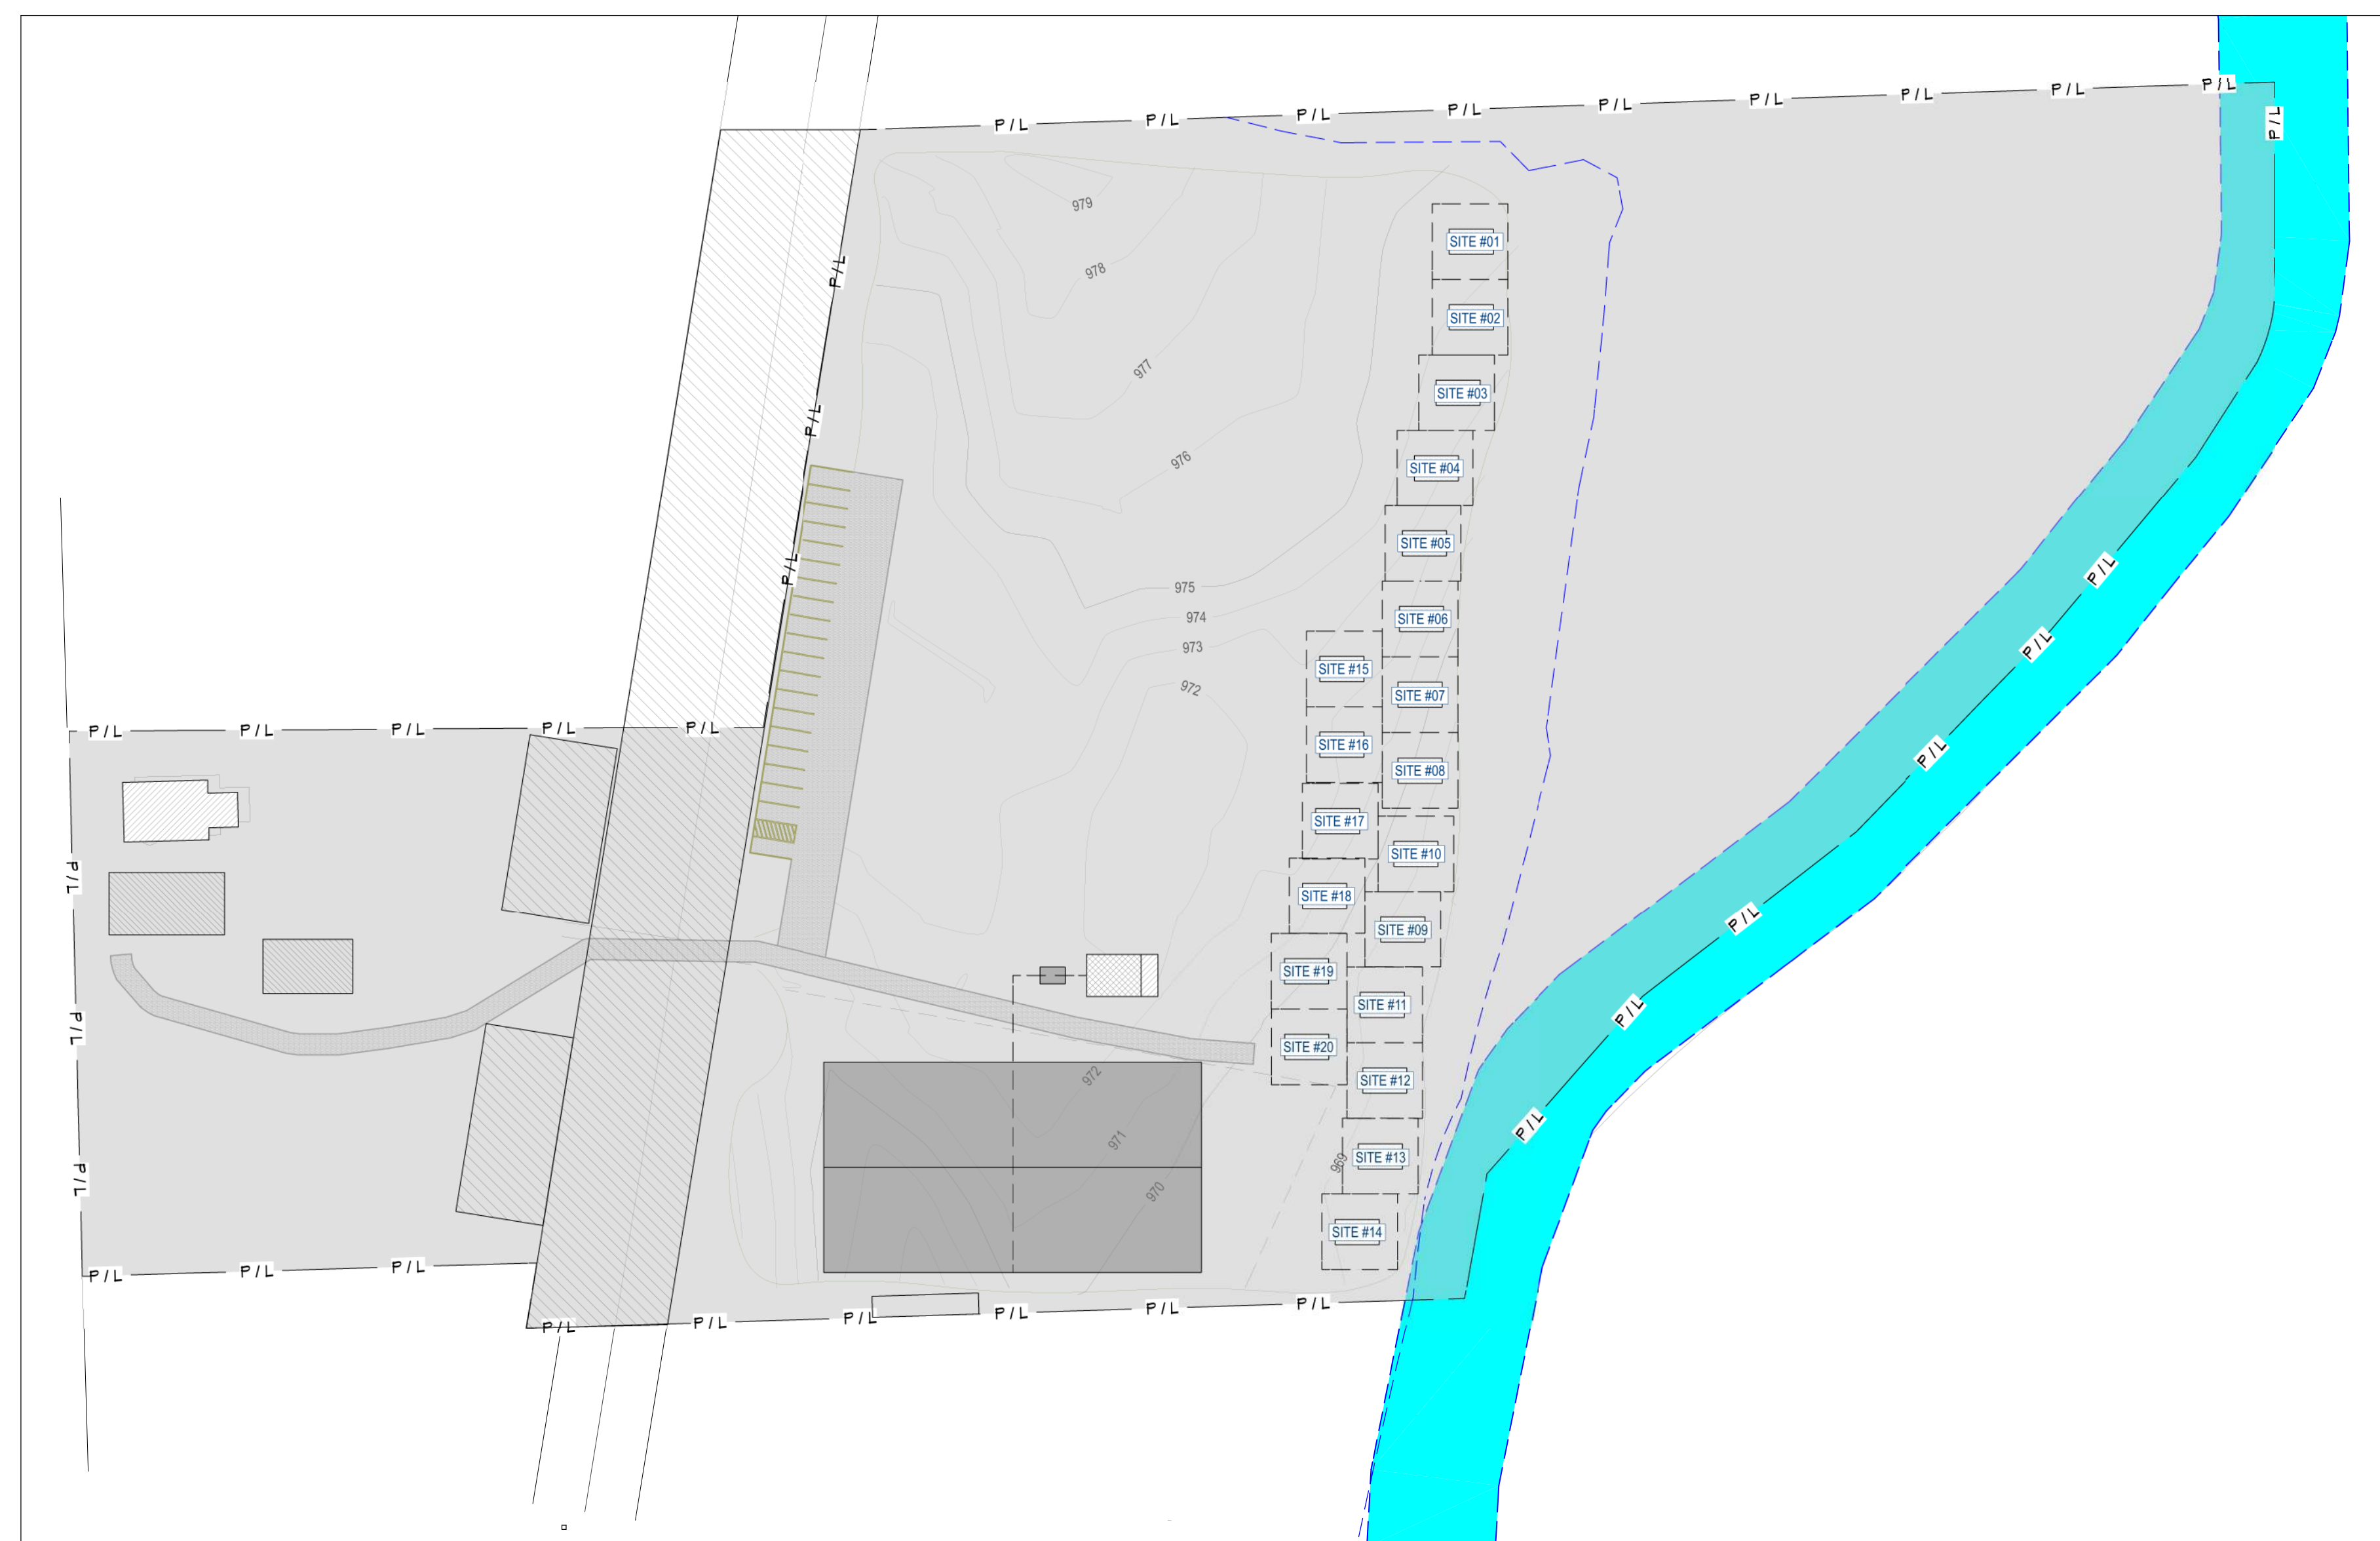 P/L P/L P/L P/L P/L P/L P/L P/L P/L
P/L
979
SITE #01
P/L
978
SITE #02
977
SITE #03
P/L
976
SITE #04
SITE #05
P/L
P/L
975
974
SITE #06
973
P/L
SITE #15
972
SITE #07
P/L P/L P/L P/L P/L
SITE #16
P/L
SITE #08
SITE #17
SITE #10
P/L
SITE #18
P/L
SITE #09
SITE #19
SITE #11
P/L
P/L
SITE #20
972
SITE #12
P/L
971
SITE #13
969
P/L
970
SITE #14
P/L P/L P/L
P/L P/L P/L P/L P/L P/L